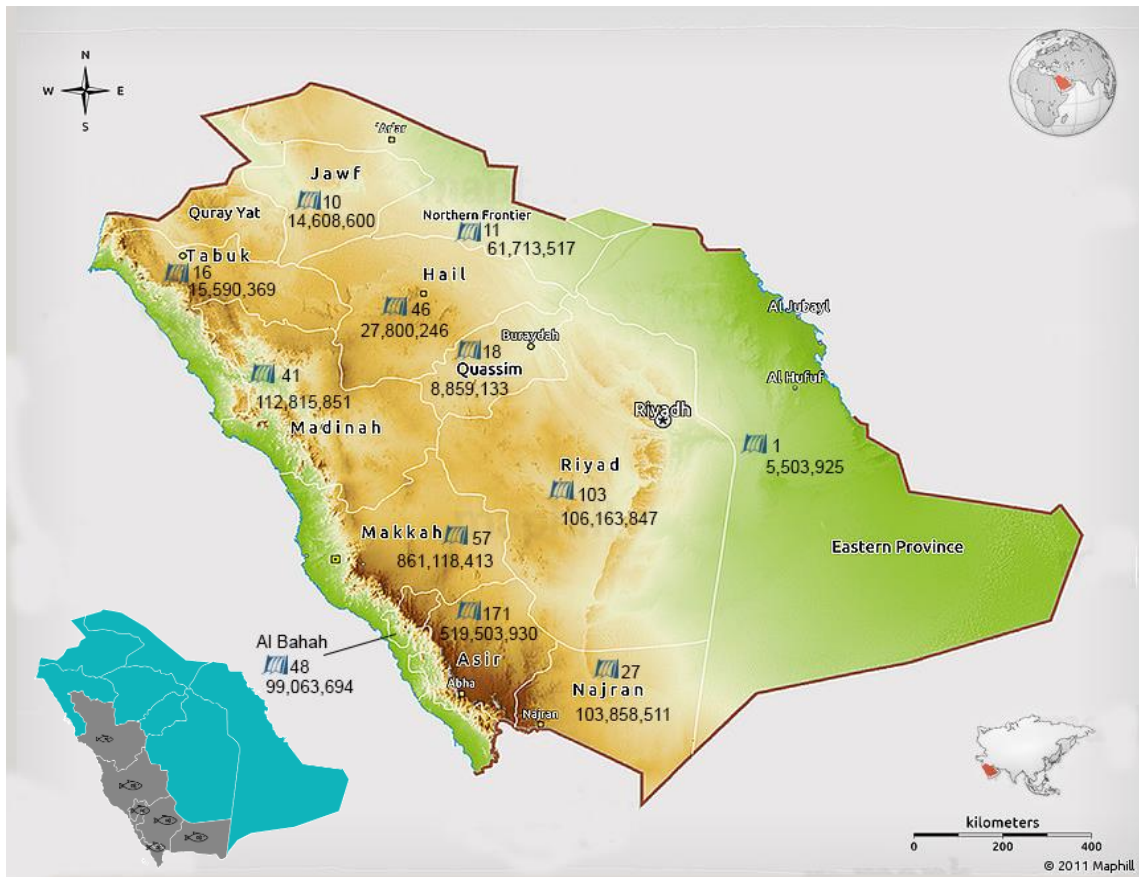 N
W E
S
'Ar'ar
Jawf
10
14,608,600
Quray Yat
Northern Frontier
11
61,713,517
Tabuk
16
15,590,369
Hail
46
27,800,246
Al Jubayl
Buraydah
18
Quassim
8,859,133
Al Hufuf
41
112,815,851
Madinah
Riyadh
1
5,503,925
Riyad
103
106,163,847
Makkah
57
861,118,413
Eastern Province
171
519,503,930
Asir
Abha
Al Bahah
48
99,063,694
27
Najran
103,858,511
Najran
kilometers
0 200 400
© 2011 Maphill